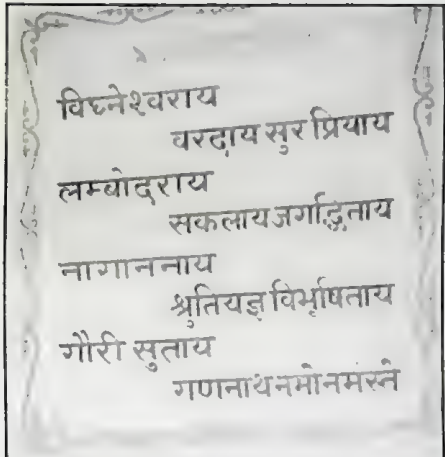 विघ्नेश्वराय
वरदाय सुर प्रियाय
लम्बोदराय
सकलाय जगद्धिताय
नागाननाय
श्रुतियज्ञ विभूषिताय
गौरी सुताय
गणनाथ नमो नमस्ते